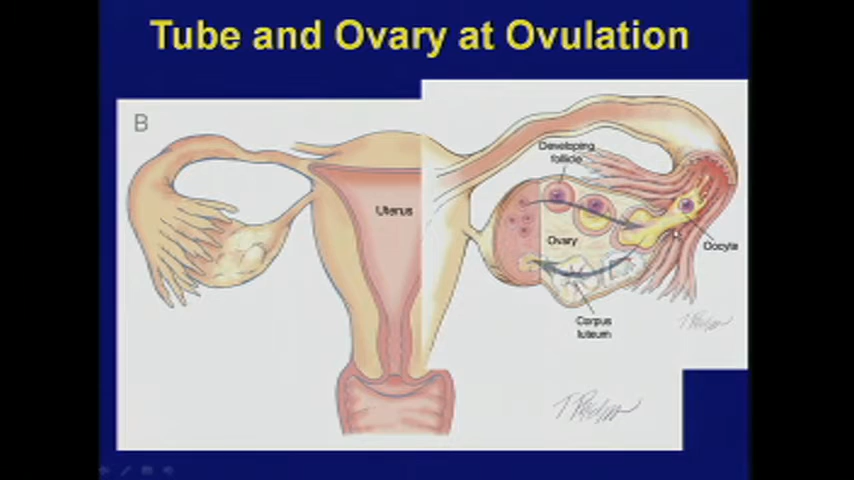 Tube and Ovary at Ovulation
B
Developing
follicle
Uterus
Ovary
Oocyte
Corpus
luteum